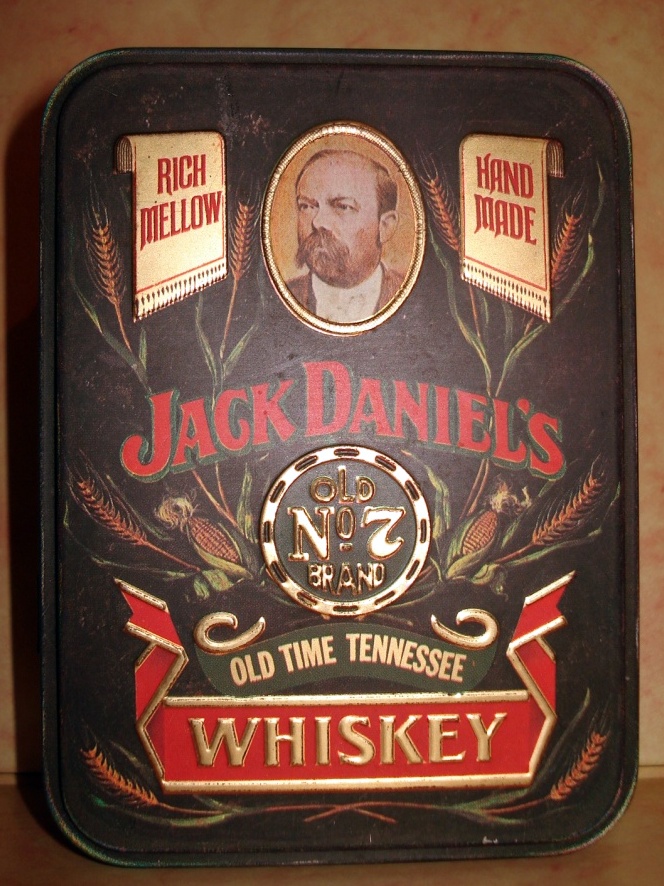 RICH
MELLOW
HAND
MADE
JACK DANIEL'S
OLD
Nº 7
BRAND
OLD TIME TENNESSEE
WHISKEY